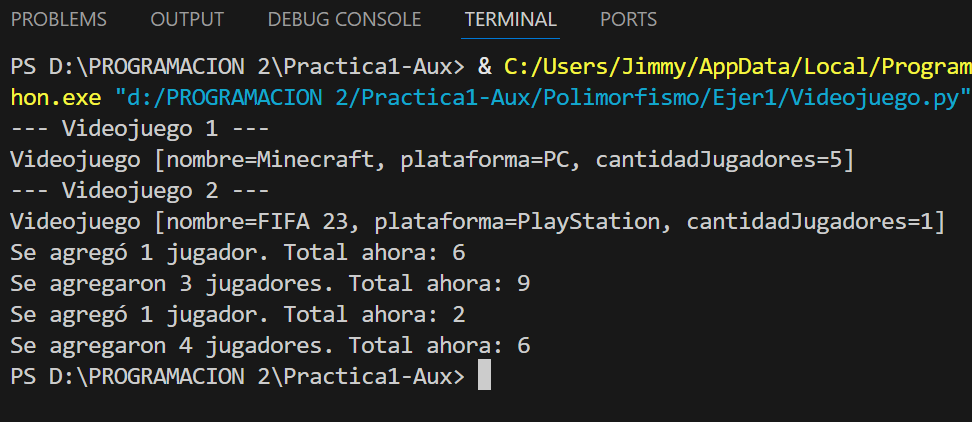 PROBLEMS OUTPUT DEBUG CONSOLE TERMINAL PORTS
PS D:\PROGRAMACION 2\Practica1-Aux> & C:/Users/Jimmy/AppData/Local/Program
hon.exe "d:/PROGRAMACION 2/Practica1-Aux/Polimorfismo/Ejer1/Videojuego.py"
--- Videojuego 1 ---
Videojuego [nombre=Minecraft, plataforma=PC, cantidadJugadores=5]
--- Videojuego 2 ---
Videojuego [nombre=FIFA 23, plataforma=PlayStation, cantidadJugadores=1]
Se agregó 1 jugador. Total ahora: 6
Se agregaron 3 jugadores. Total ahora: 9
Se agregó 1 jugador. Total ahora: 2
Se agregaron 4 jugadores. Total ahora: 6
PS D:\PROGRAMACION 2\Practica1-Aux>